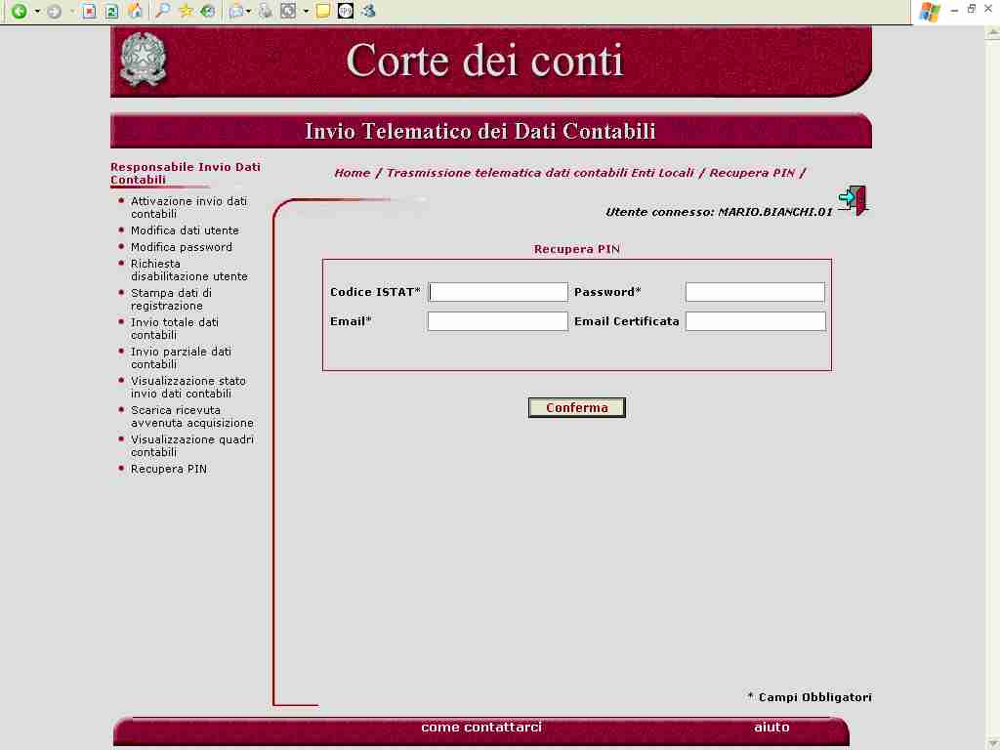 Corte dei conti
Invio Telematico dei Dati Contabili
Responsabile Invio Dati
Contabili
Attivazione invio dati
contabili
Modifica dati utente
Modifica password
Richiesta
disabilitazione utente
Stampa dati di
registrazione
Invio totale dati
contabili
Invio parziale dati
contabili
Visualizzazione stato
invio dati contabili
Scarica ricevuta
avvenuta acquisizione
Visualizzazione quadri
contabili
Recupera PIN
Home / Trasmissione telematica dati contabili Enti Locali / Recupera PIN /
Utente connesso: MARIO.BIANCHI.01
Recupera PIN
Codice ISTAT* Password*
Email* Email Certificata
Conferma
* Campi Obbligatori
come contattarci aiuto